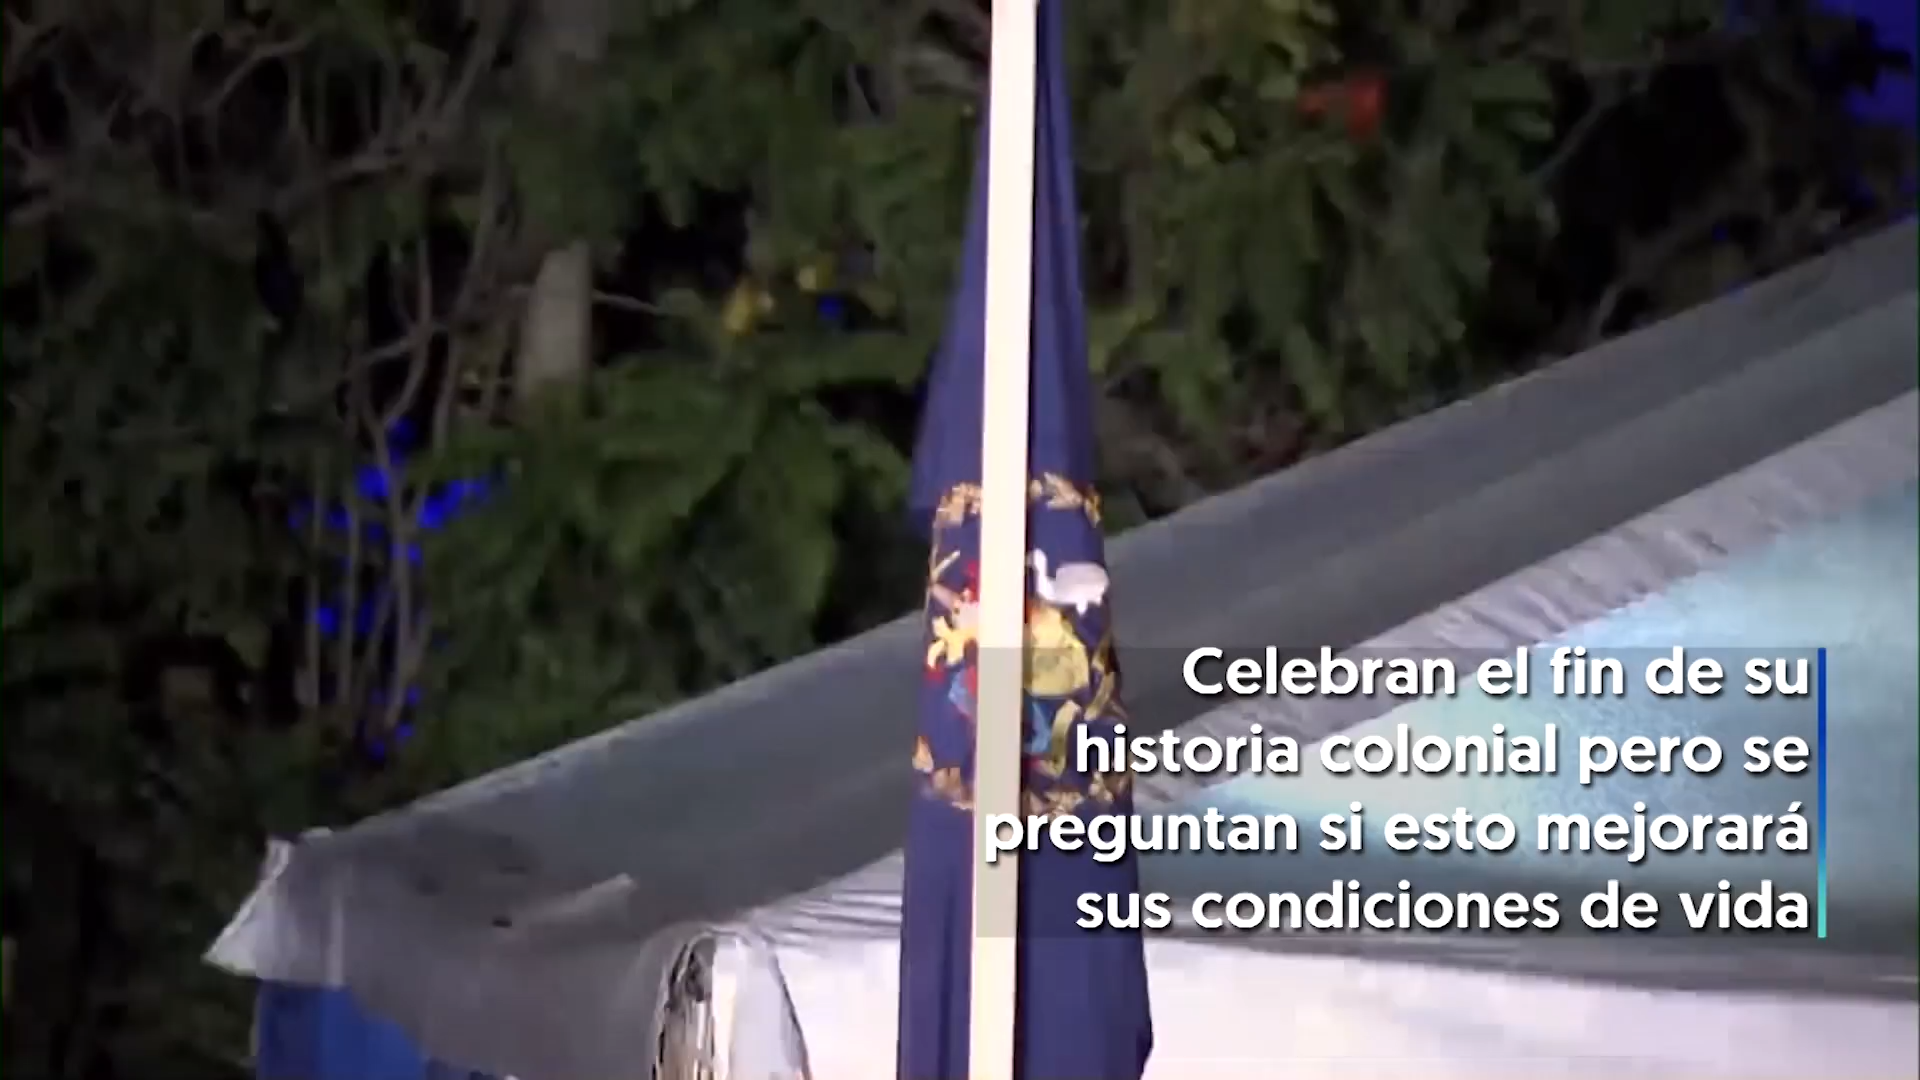 Celebran el fin de su
historia colonial pero se
preguntan si esto mejorará
sus condiciones de vida